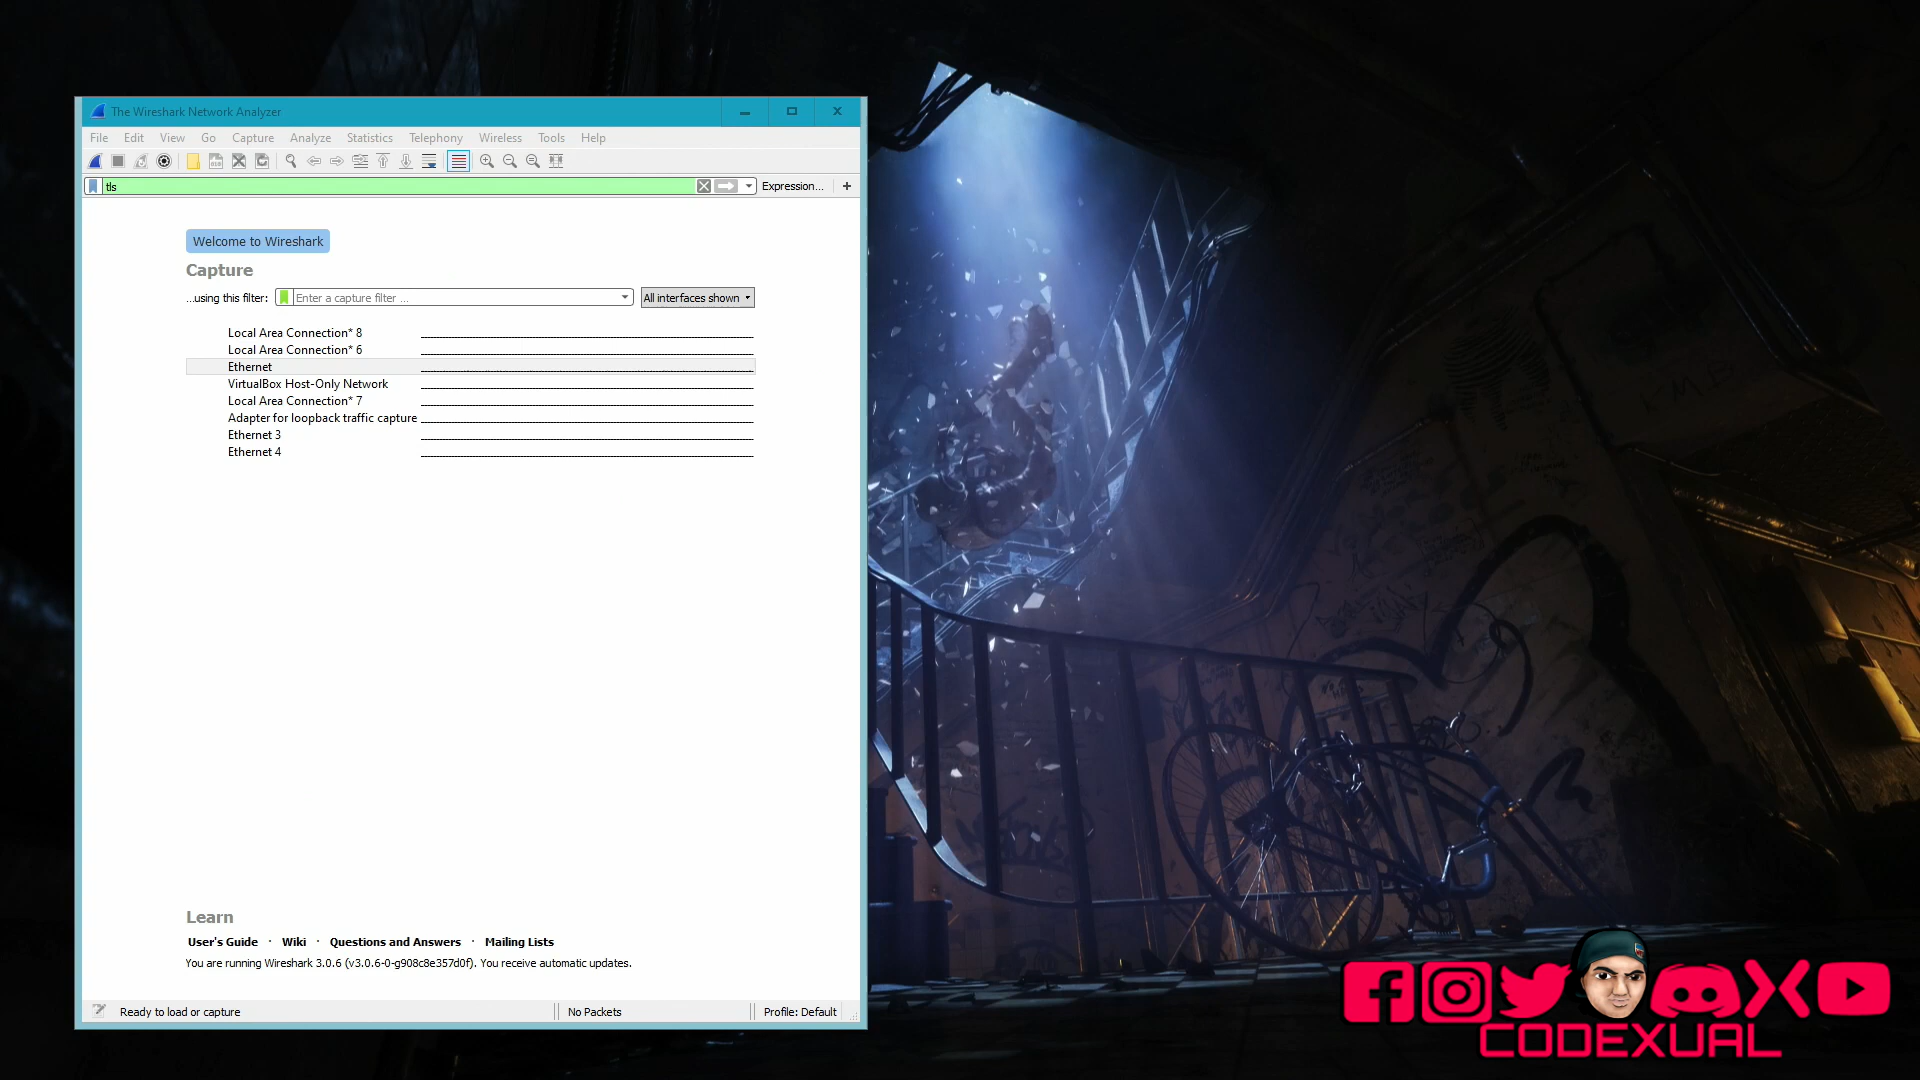 The Wireshark Network Analyzer
File Edit View Go Capture Analyze Statistics Telephony Wireless Tools Help
tls Expression... +
Welcome to Wireshark
Capture
...using this filter: Enter a capture filter ... All interfaces shown
Local Area Connection* 8
Local Area Connection* 6
Ethernet
VirtualBox Host-Only Network
Local Area Connection* 7
Adapter for loopback traffic capture
Ethernet 3
Ethernet 4
Learn
User's Guide · Wiki · Questions and Answers · Mailing Lists
You are running Wireshark 3.0.6 (v3.0.6-0-g908c8e357d0f). You receive automatic updates.
Ready to load or capture No Packets Profile: Default
CODEXUAL